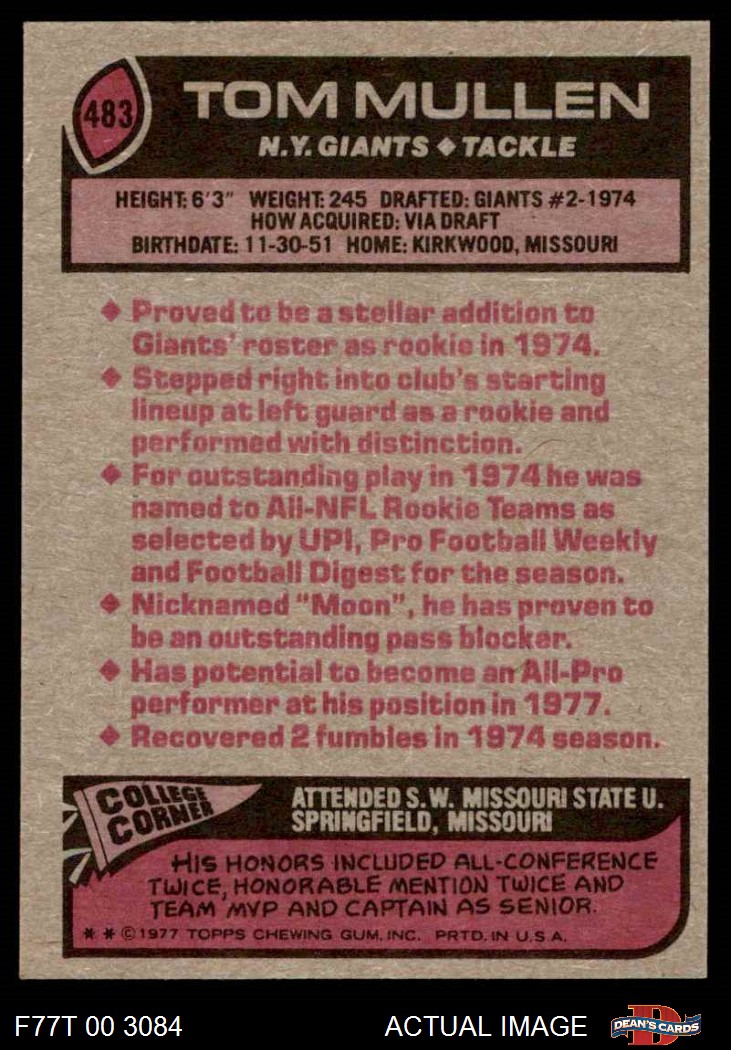 483
TOM MULLEN
N.Y. GIANTS ◆ TACKLE
HEIGHT: 6'3" WEIGHT: 245 DRAFTED: GIANTS #2-1974
HOW ACQUIRED: VIA DRAFT
BIRTHDATE: 11-30-51 HOME: KIRKWOOD, MISSOURI
◆ Proved to be a stellar addition to
Giants' roster as rookie in 1974.
◆ Stepped right into club's starting
lineup at left guard as a rookie and
performed with distinction.
◆ For outstanding play in 1974 he was
named to All-NFL Rookie Teams as
selected by UPI, Pro Football Weekly
and Football Digest for the season.
◆ Nicknamed "Moon", he has proven to
be an outstanding pass blocker.
◆ Has potential to become an All-Pro
performer at his position in 1977.
◆ Recovered 2 fumbles in 1974 season.
COLLEGE
CORNER
ATTENDED S.W. MISSOURI STATE U.
SPRINGFIELD, MISSOURI
HIS HONORS INCLUDED ALL-CONFERENCE
TWICE, HONORABLE MENTION TWICE AND
TEAM MVP AND CAPTAIN AS SENIOR.
* * © 1977 TOPPS CHEWING GUM, INC. PRTD. IN U.S.A.
F77T 00 3084
ACTUAL IMAGE
D
DEAN'S CARDS